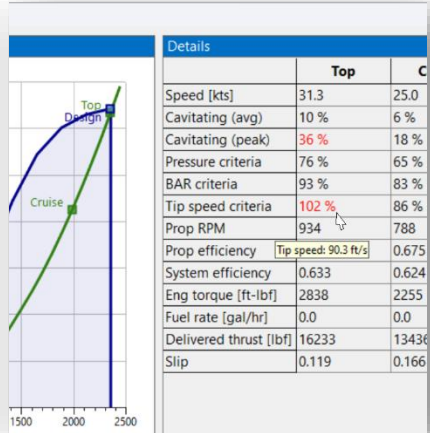 Details
Top C
Speed [kts] 31.3 25.0
Cavitating (avg) 10 % 6 %
Cavitating (peak) 36 % 18 %
Pressure criteria 76 % 65 %
BAR criteria 93 % 83 %
Tip speed criteria 102 % 86 %
Prop RPM 934 788
Prop efficiency Tip speed: 90.3 ft/s 0.675
System efficiency 0.633 0.624
Eng torque [ft-lbf] 2838 2255
Fuel rate [gal/hr] 0.0 0.0
Delivered thrust [lbf] 16233 13436
Slip 0.119 0.166
Top
Design
Cruise
1500 2000 2500